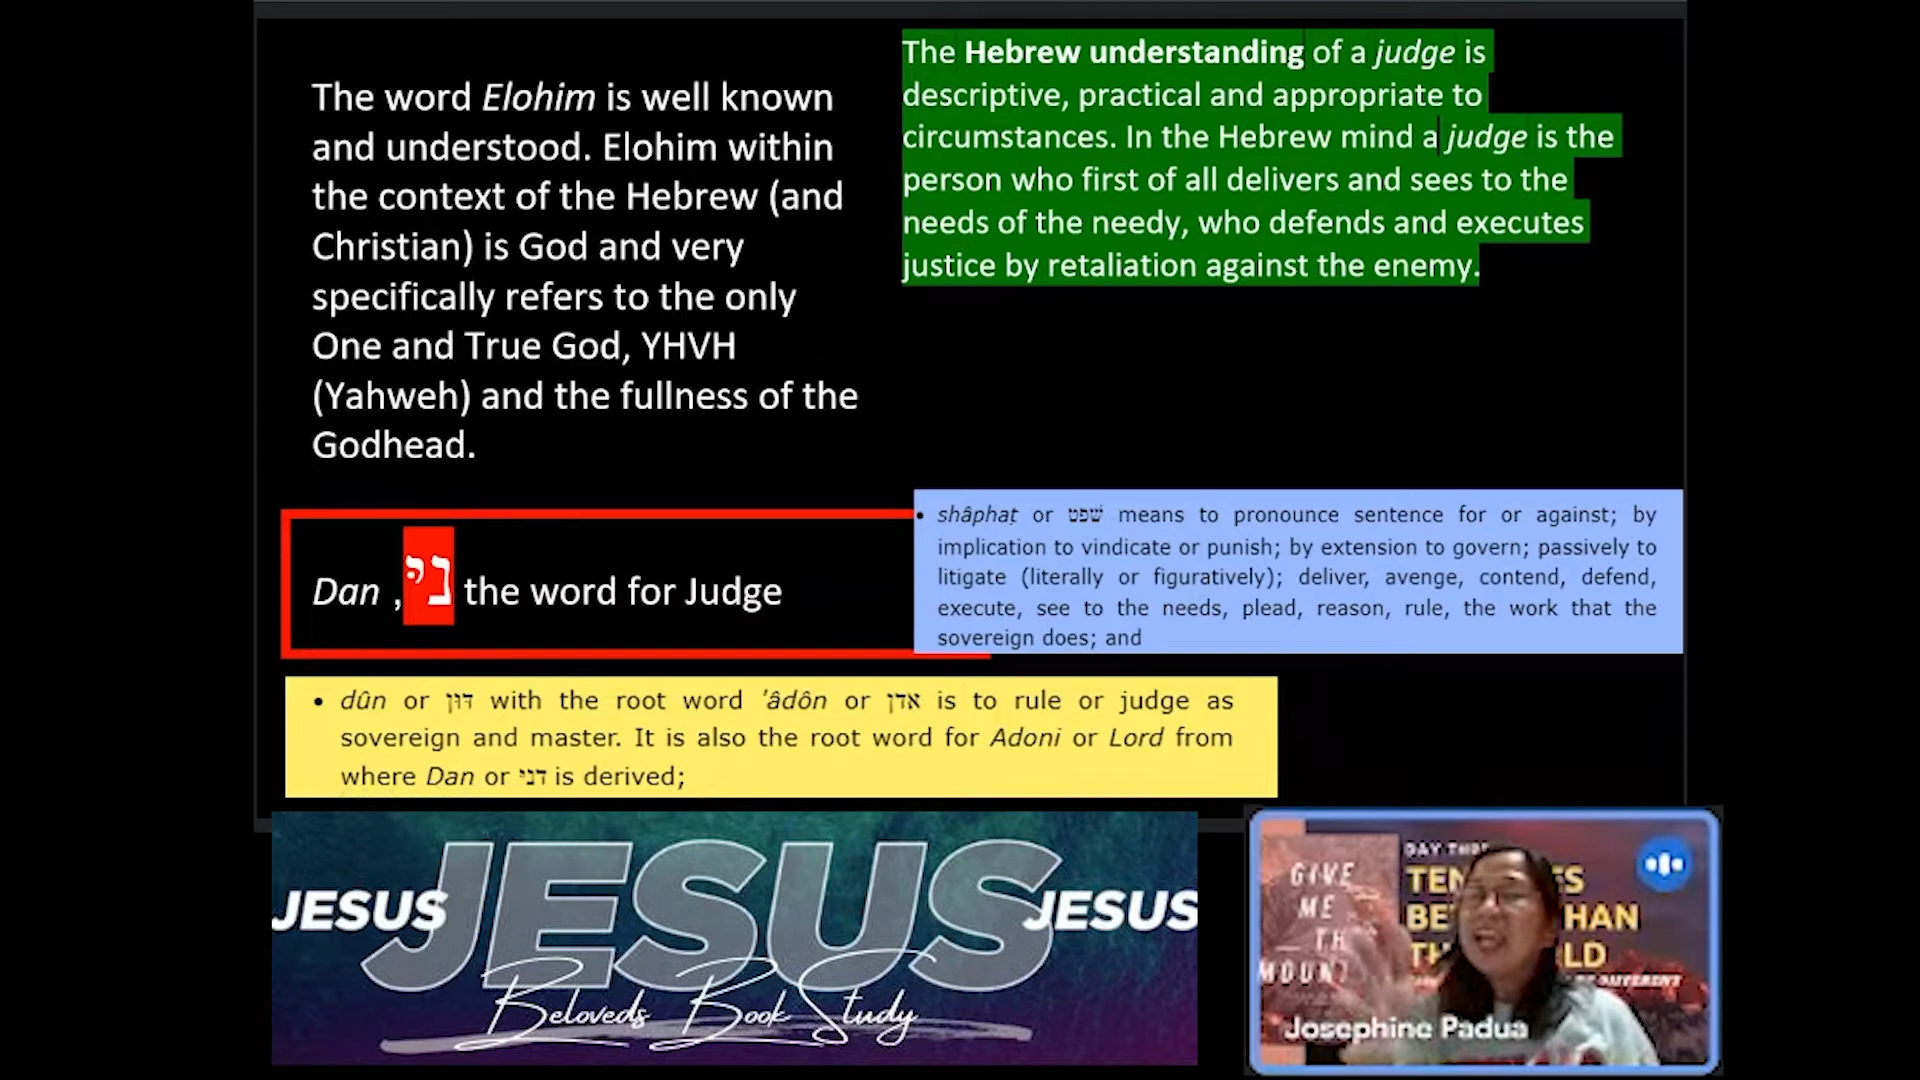 The word Elohim is well known
and understood. Elohim within
the context of the Hebrew (and
Christian) is God and very
specifically refers to the only
One and True God, YHVH
(Yahweh) and the fullness of the
Godhead.
The Hebrew understanding of a judge is
descriptive, practical and appropriate to
circumstances. In the Hebrew mind a judge is the
person who first of all delivers and sees to the
needs of the needy, who defends and executes
justice by retaliation against the enemy.
Dan , the word for Judge
• shâphaṭ or שׁפט means to pronounce sentence for or against; by
implication to vindicate or punish; by extension to govern; passively to
litigate (literally or figuratively); deliver, avenge, contend, defend,
execute, see to the needs, plead, reason, rule, the work that the
sovereign does; and
• dûn or דּוּן with the root word 'âdôn or אדן is to rule or judge as
sovereign and master. It is also the root word for Adoni or Lord from
where Dan or דני is derived;
JESUS JESUS JESUS
Beloveds Book Study
GIVE
ME
MOUNT
DAY
Josephine Padua